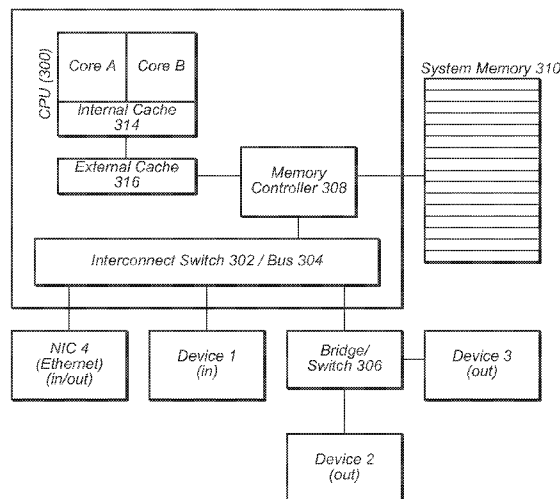 CPU (300)
Core A
Core B
Internal Cache
314
External Cache
316
Memory
Controller 308
System Memory 310
Interconnect Switch 302 / Bus 304
NIC 4
(Ethernet)
(in/out)
Device 1
(in)
Bridge/
Switch 306
Device 3
(out)
Device 2
(out)